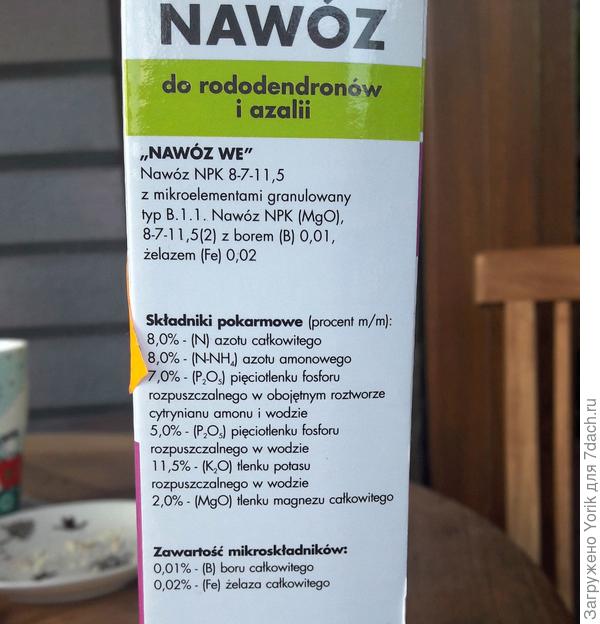 NAWÓZ
do rododendronów
i azalii
„NAWÓZ WE”
Nawóz NPK 8-7-11,5
z mikroelementami granulowany
typ B.1.1. Nawóz NPK (MgO),
8-7-11,5(2) z borem (B) 0,01,
żelazem (Fe) 0,02
Składniki pokarmowe (procent m/m):
8,0% - (N) azotu całkowitego
8,0% - (N-NH₄) azotu amonowego
7,0% - (P₂O₅) pięciotlenku fosforu
rozpuszczalnego w obojętnym roztworze
cytrynianu amonu i wodzie
5,0% - (P₂O₅) pięciotlenku fosforu
rozpuszczalnego w wodzie
11,5% - (K₂O) tlenku potasu
rozpuszczalnego w wodzie
2,0% - (MgO) tlenku magnezu całkowitego
Zawartość mikroskładników:
0,01% - (B) boru całkowitego
0,02% - (Fe) żelaza całkowitego
Загружено Yorik для 7dach.ru